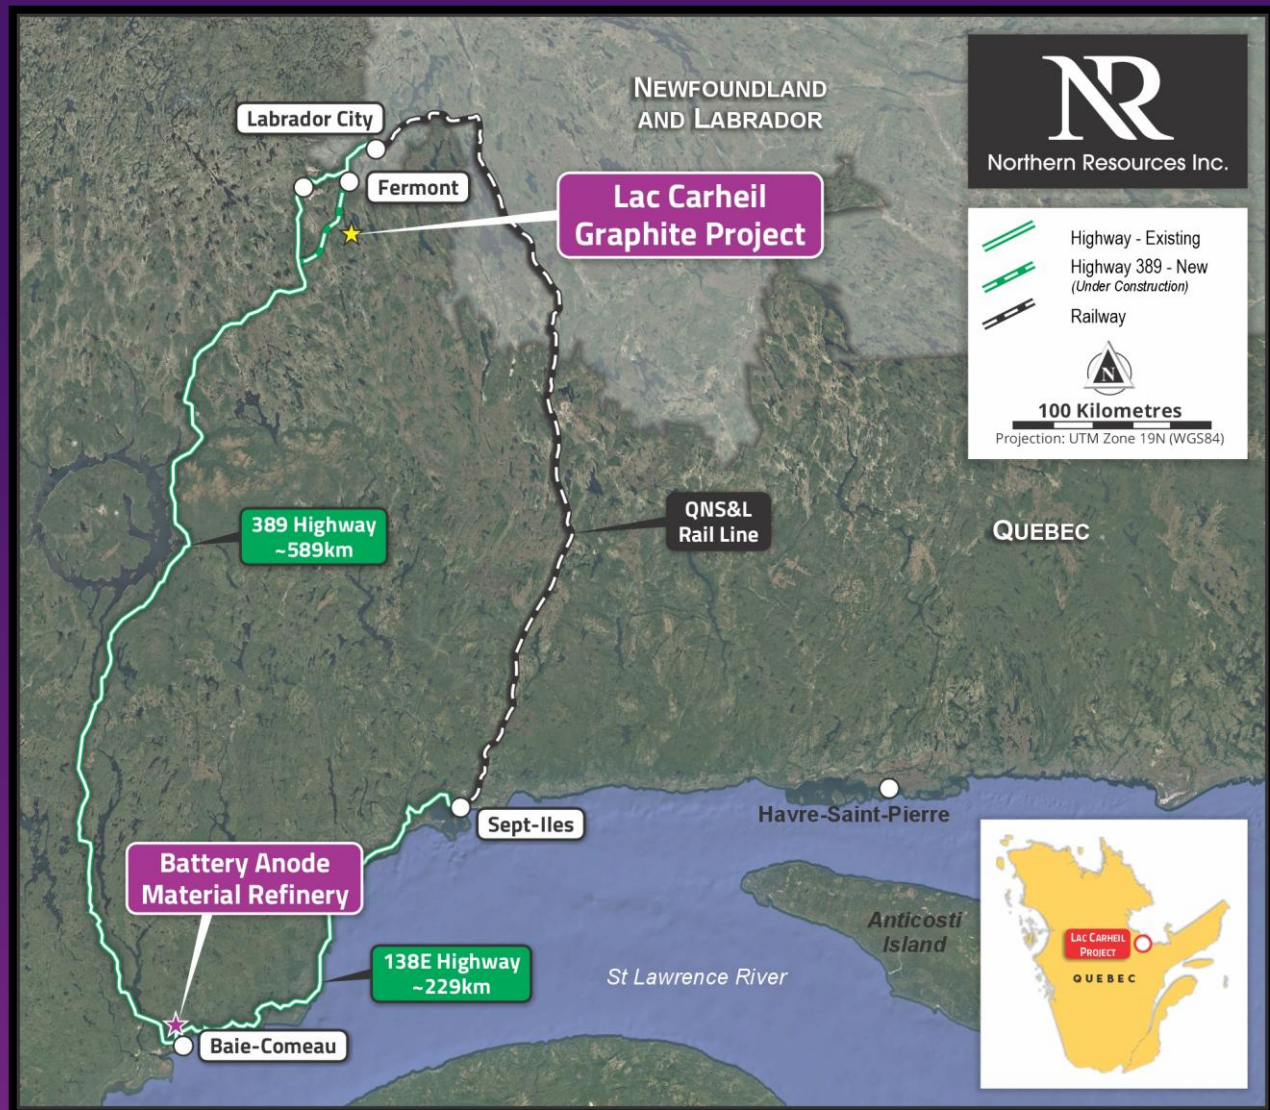 NEWFOUNDLAND
AND LABRADOR
NR
Northern Resources Inc.
Labrador City
Fermont
Lac Carheil
Graphite Project
Highway - Existing
Highway 389 - New
(Under Construction)
Railway
N
100 Kilometres
Projection: UTM Zone 19N (WGS84)
389 Highway
~589km
QNS&L
Rail Line
QUEBEC
Sept-Iles
Havre-Saint-Pierre
Battery Anode
Material Refinery
Anticosti
Island
138E Highway
~229km
St Lawrence River
Baie-Comeau
LAC CARHEIL
PROJECT
QUEBEC